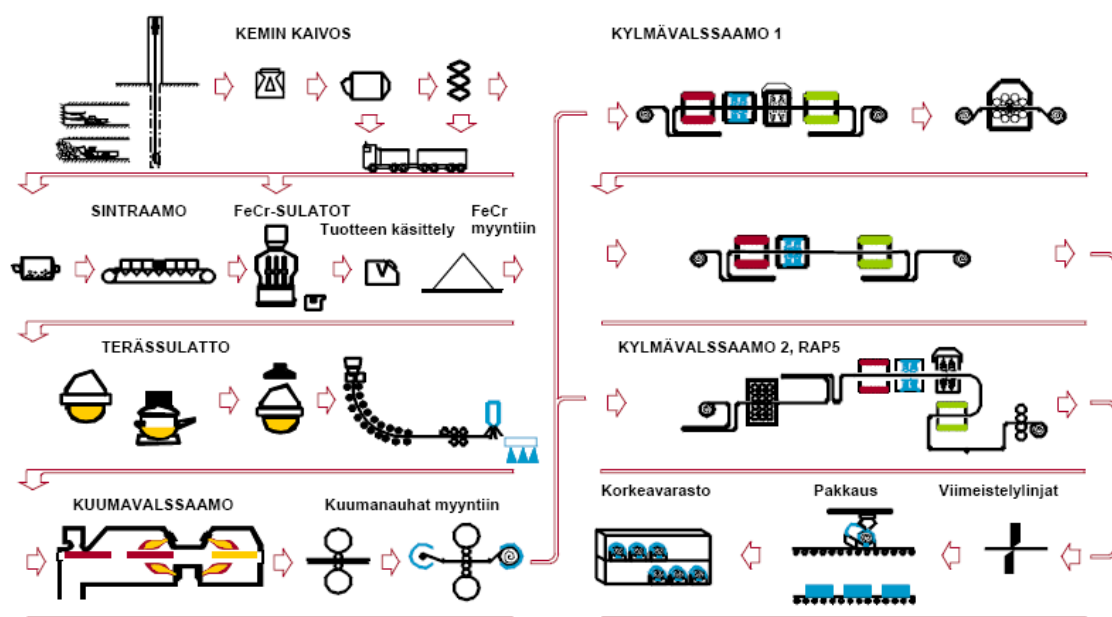 KEMIN KAIVOS
KYLMÄVALSSAAMO 1
SINTRAAMO
FeCr-SULATOT
Tuotteen käsittely
FeCr
myyntiin
TERÄSSULATTO
KYLMÄVALSSAAMO 2, RAP5
KUUMAVALSSAAMO
Kuumanauhat myyntiin
Korkeavarasto
Pakkaus
Viimeistelylinjat